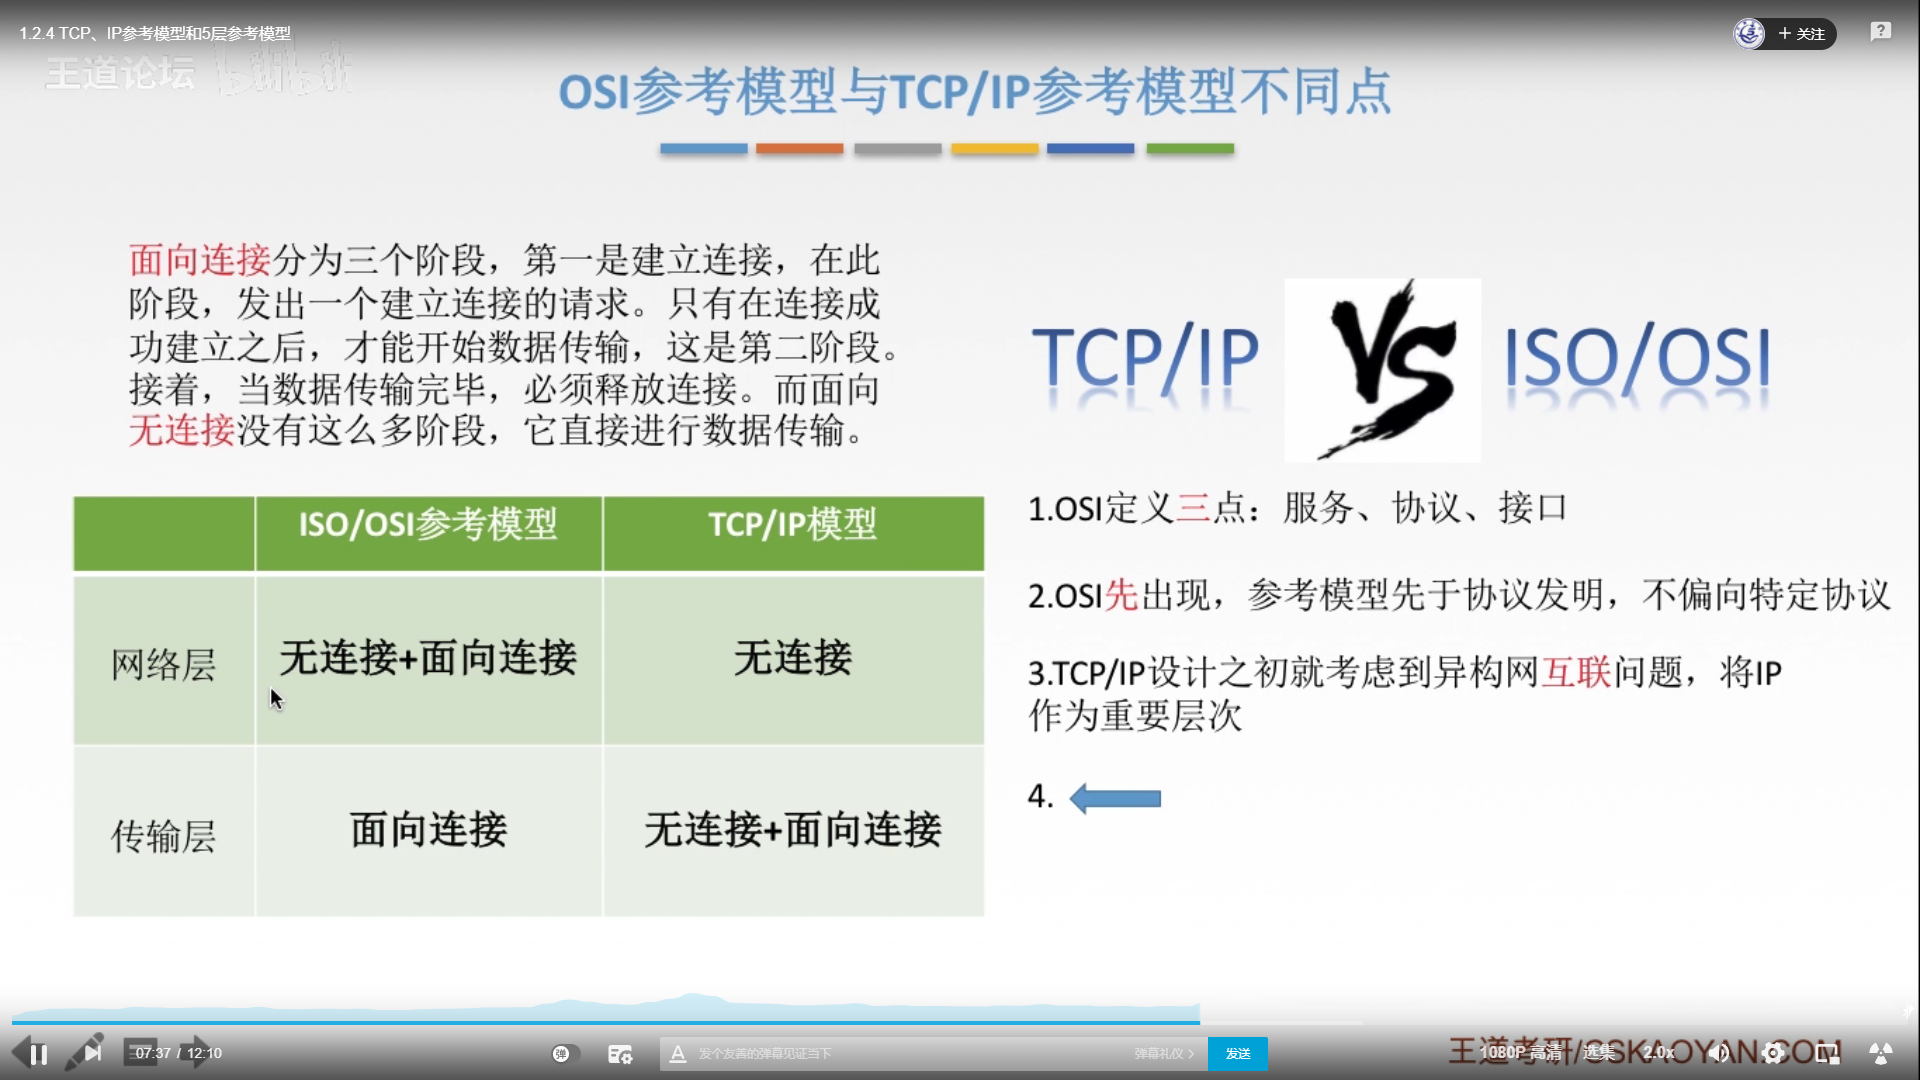 1.2.4 TCP、IP参考模型和5层参考模型
+ 关注
王道论坛 bilibili
OSI参考模型与TCP/IP参考模型不同点
面向连接分为三个阶段，第一是建立连接，在此
阶段，发出一个建立连接的请求。只有在连接成
功建立之后，才能开始数据传输，这是第二阶段。
接着，当数据传输完毕，必须释放连接。而面向
无连接没有这么多阶段，它直接进行数据传输。
TCP/IP VS ISO/OSI
ISO/OSI参考模型 TCP/IP模型
网络层 无连接+面向连接 无连接
传输层 面向连接 无连接+面向连接
1.OSI定义三点：服务、协议、接口
2.OSI先出现，参考模型先于协议发明，不偏向特定协议
3.TCP/IP设计之初就考虑到异构网互联问题，将IP
作为重要层次
4.
07:37 / 12:10
弹
发个友善的弹幕见证当下
弹幕礼仪 >
发送
王道考研/CSKAOYAN.COM
1080P 高清
选集
2.0x